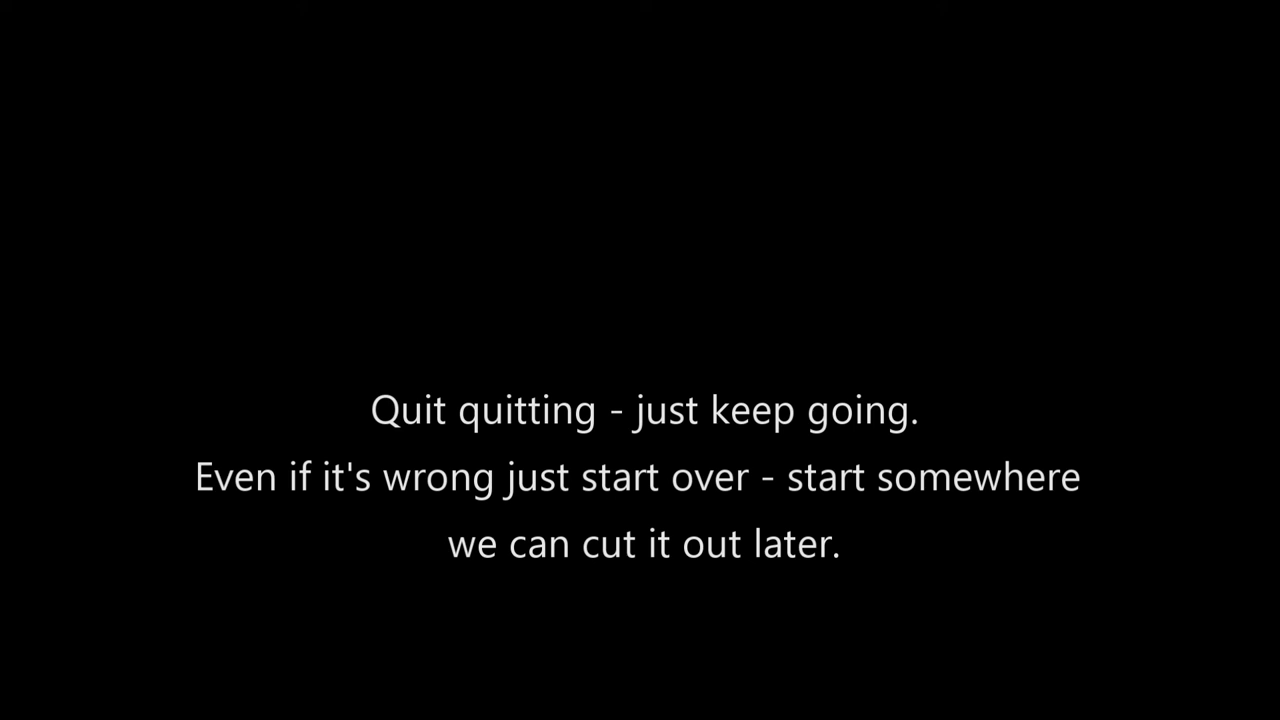 Quit quitting - just keep going.
Even if it's wrong just start over - start somewhere
we can cut it out later.